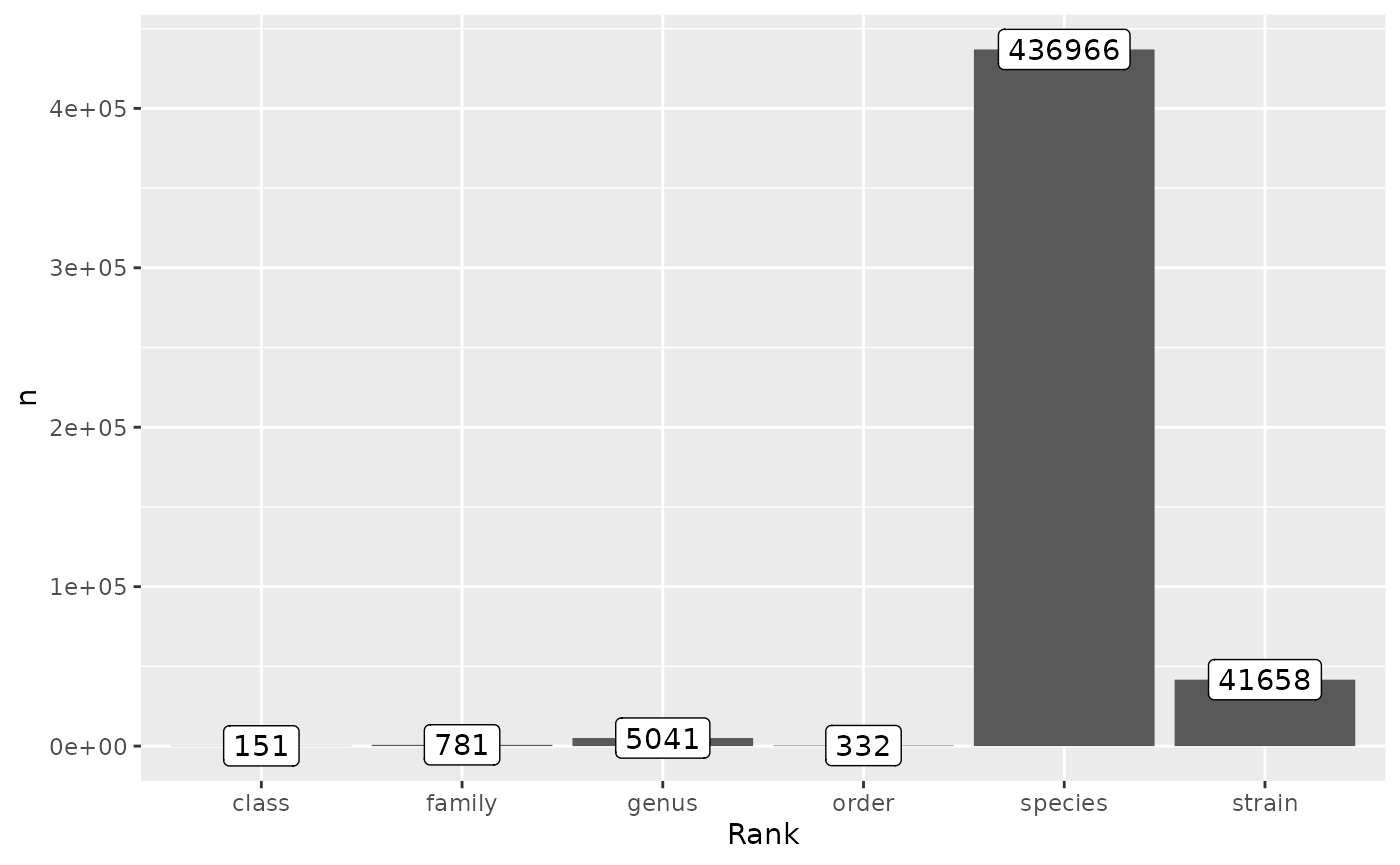 436966
4e+05
3e+05
2e+05
n
1e+05
41658
0e+00
151
781
5041
332
class
family
genus
order
species
strain
Rank